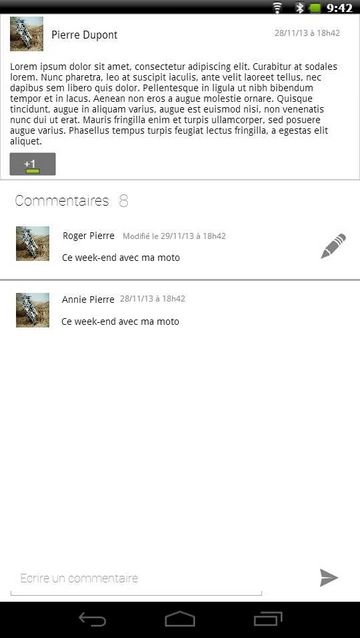 9:42
Pierre Dupont
28/11/13 à 18h42
Lorem ipsum dolor sit amet, consectetur adipiscing elit. Curabitur at sodales
lorem. Nunc pharetra, leo at suscipit iaculis, ante velit laoreet tellus, nec
dapibus sem libero quis dolor. Pellentesque in ligula ut nibh bibendum
tempor et in lacus. Aenean non eros a augue molestie ornare. Quisque
tincidunt, augue in aliquam varius, augue est euismod nisi, non venenatis
nunc dui ut erat. Mauris fringilla enim et turpis ullamcorper, sed posuere
augue varius. Phasellus tempus turpis feugiat lectus fringilla, a egestas elit
aliquet.
+1
Commentaires 8
Roger Pierre Modifié le 29/11/13 à 18h42
Ce week-end avec ma moto
Annie Pierre 28/11/13 à 18h42
Ce week-end avec ma moto
Ecrire un commentaire